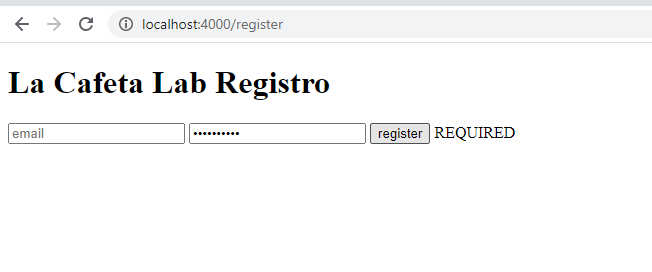 localhost:4000/register
La Cafeta Lab Registro
email •••••••••• register REQUIRED